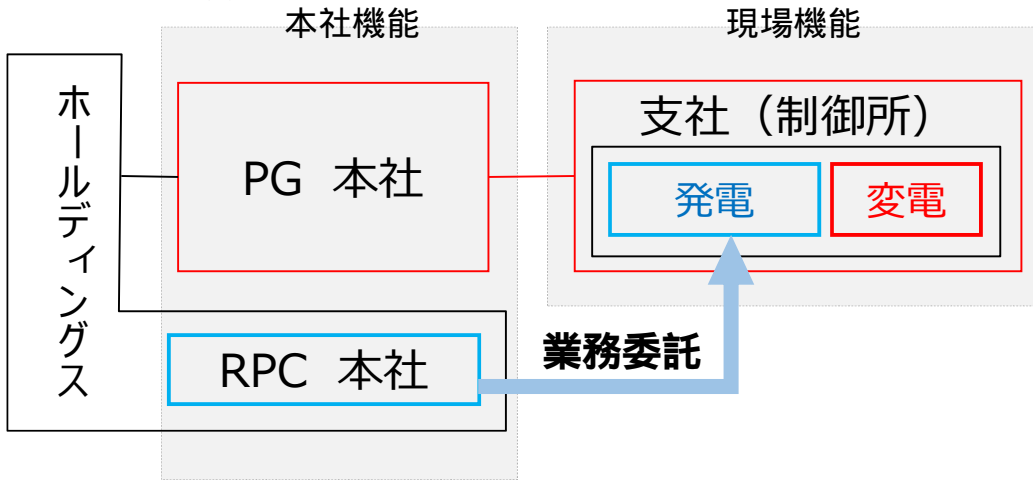 本社機能
現場機能
ホールディングス
PG 本社
支社（制御所）
発電
変電
業務委託
RPC 本社